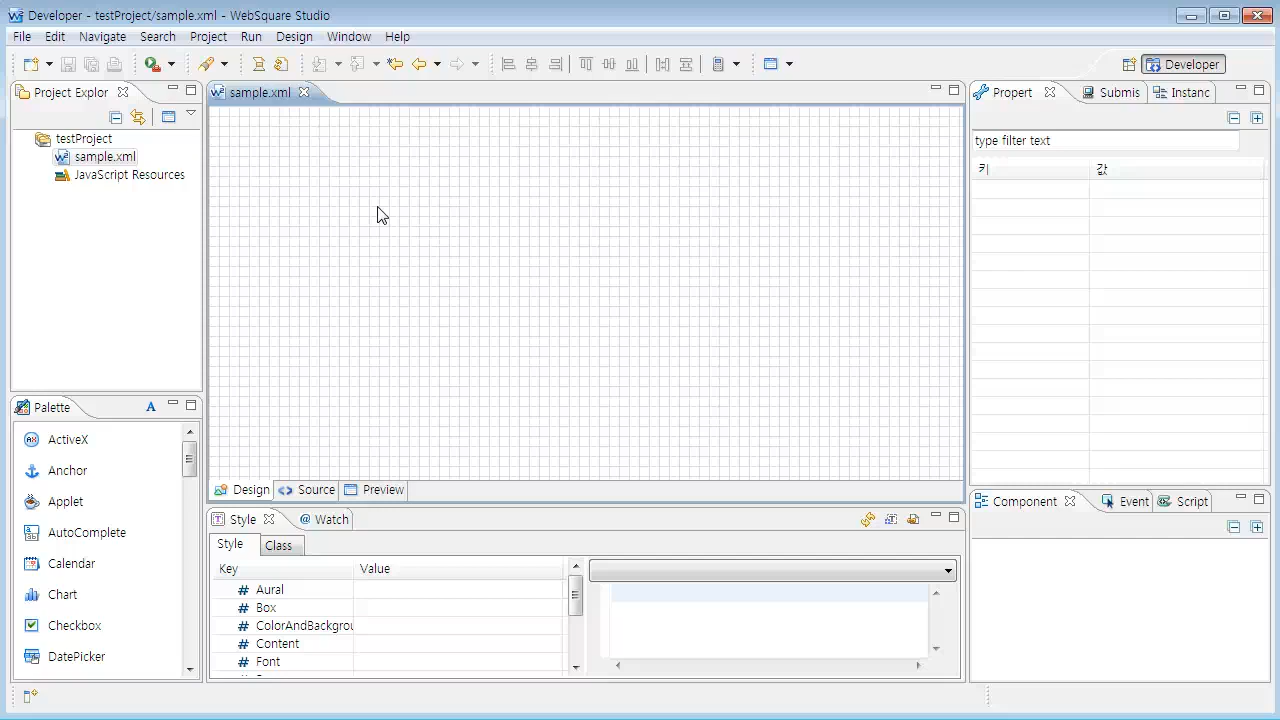 Developer - testProject/sample.xml - WebSquare Studio
File Edit Navigate Search Project Run Design Window Help
Developer
Project Explor
testProject
sample.xml
JavaScript Resources
Palette
ActiveX
Anchor
Applet
AutoComplete
Calendar
Chart
Checkbox
DatePicker
sample.xml
Design Source Preview
Style @ Watch
Style Class
Key Value
# Aural
# Box
# ColorAndBackgrou
# Content
# Font
Propert Submis Instanc
type filter text
키 값
Component Event Script